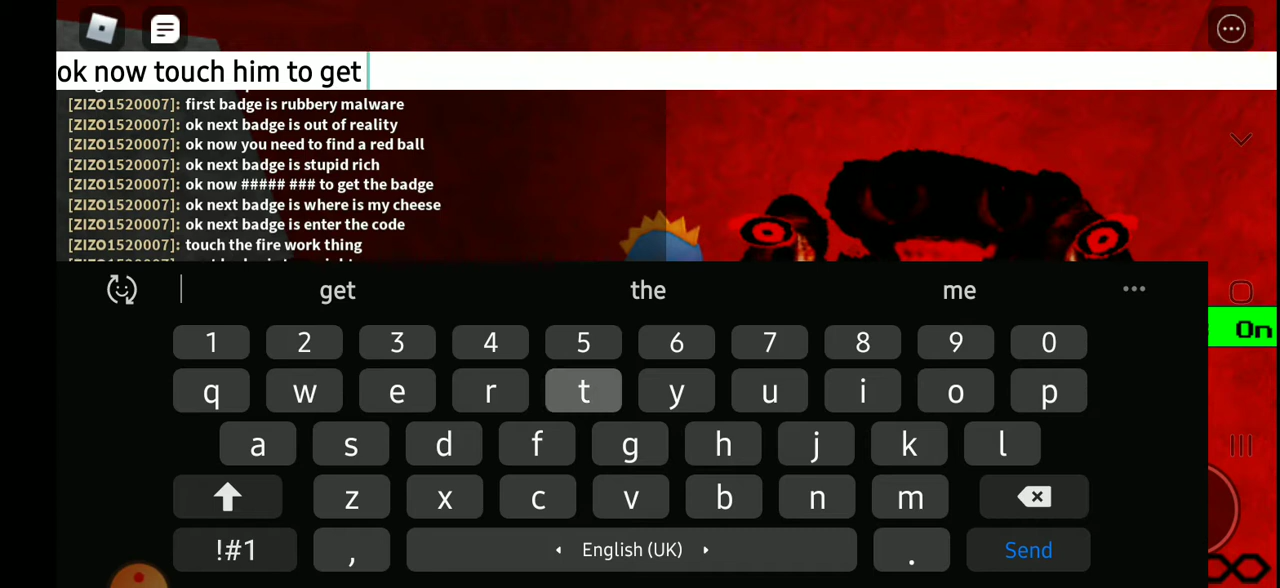 ok now touch him to get
[ZIZO1520007]: first badge is rubbery malware
[ZIZO1520007]: ok next badge is out of reality
[ZIZO1520007]: ok now you need to find a red ball
[ZIZO1520007]: ok next badge is stupid rich
[ZIZO1520007]: ok now ##### ### to get the badge
[ZIZO1520007]: ok next badge is where is my cheese
[ZIZO1520007]: ok next badge is enter the code
[ZIZO1520007]: touch the fire work thing
get the me
On
1 2 3 4 5 6 7 8 9 0
q w e r t y u i o p
a s d f g h j k l
z x c v b n m
!#1 , English (UK) . Send